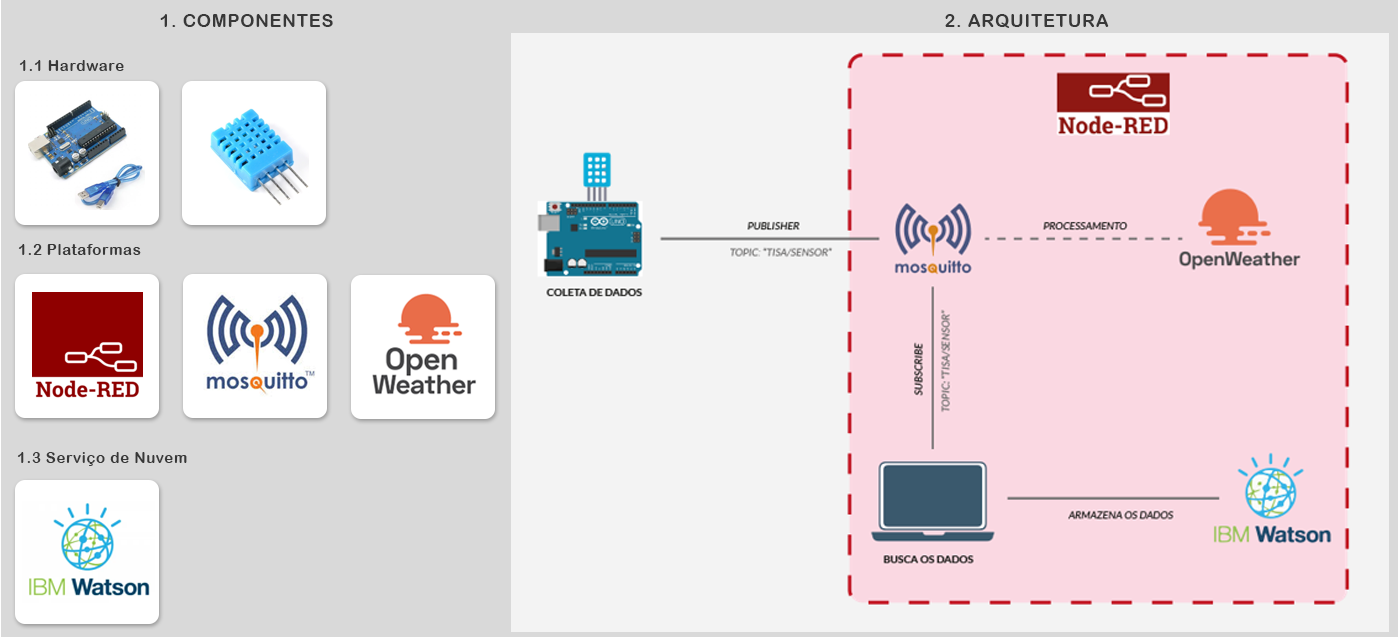 1. COMPONENTES
1.1 Hardware
1.2 Plataformas
Node-RED
mosquitto™
Open
Weather
1.3 Serviço de Nuvem
IBM Watson
2. ARQUITETURA
Node-RED
UNO
COLETA DE DADOS
PUBLISHER
TOPIC: "TISA/SENSOR"
mosquitto
PROCESSAMENTO
OpenWeather
SUBSCRIBE
TOPIC: "TISA/SENSOR"
BUSCA OS DADOS
ARMAZENA OS DADOS
IBM Watson